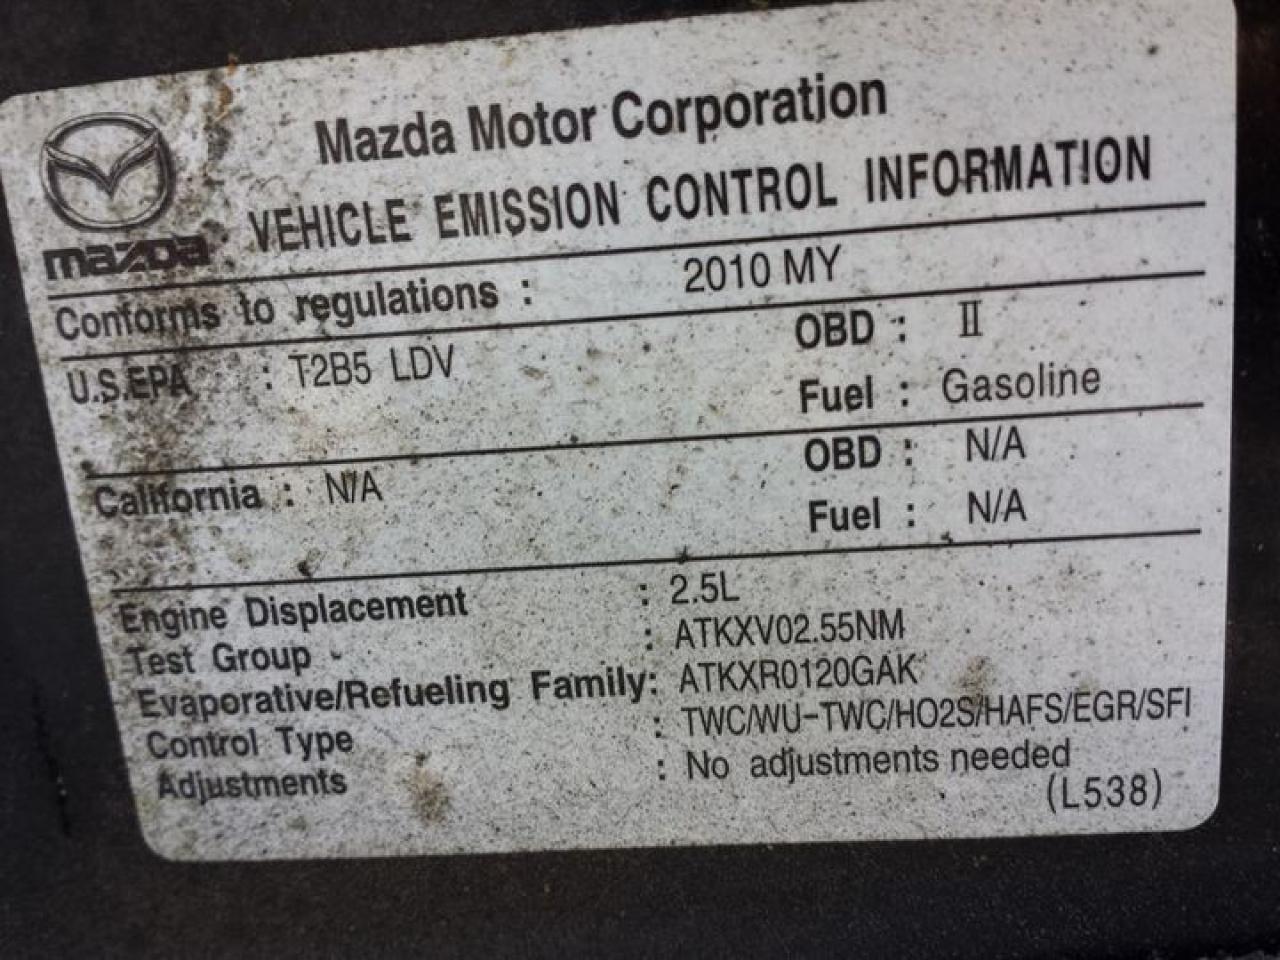 Mazda Motor Corporation
mazda VEHICLE EMISSION CONTROL INFORMATION
Conforms to regulations : 2010 MY
U.S.EPA : T2B5 LDV OBD : II
Fuel : Gasoline
California : N/A OBD : N/A
Fuel : N/A
Engine Displacement : 2.5L
Test Group : ATKXV02.55NM
Evaporative/Refueling Family: ATKXR0120GAK
Control Type : TWC/WU-TWC/HO2S/HAFS/EGR/SFI
Adjustments : No adjustments needed
(L538)